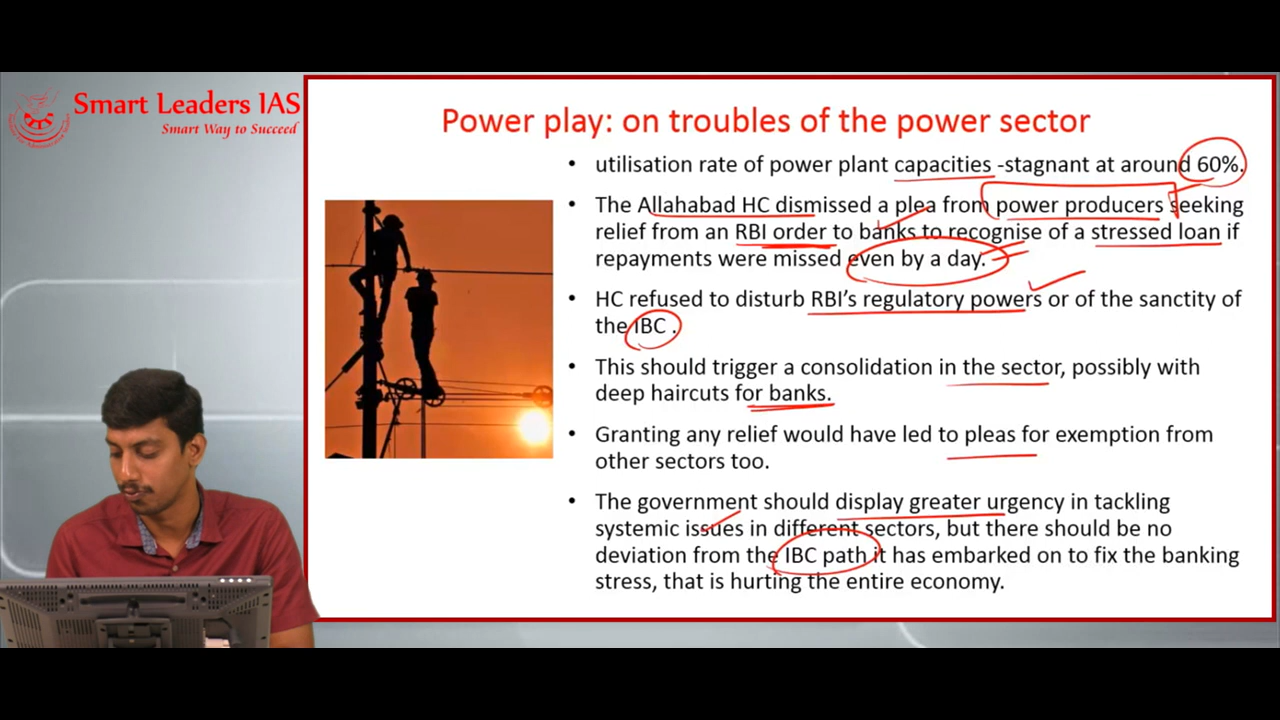 Smart Leaders IAS
Smart Way to Succeed
Power play: on troubles of the power sector
• utilisation rate of power plant capacities -stagnant at around 60%.
• The Allahabad HC dismissed a plea from power producers seeking
relief from an RBI order to banks to recognise of a stressed loan if
repayments were missed even by a day.
• HC refused to disturb RBI's regulatory powers or of the sanctity of
the IBC .
• This should trigger a consolidation in the sector, possibly with
deep haircuts for banks.
• Granting any relief would have led to pleas for exemption from
other sectors too.
• The government should display greater urgency in tackling
systemic issues in different sectors, but there should be no
deviation from the IBC path it has embarked on to fix the banking
stress, that is hurting the entire economy.